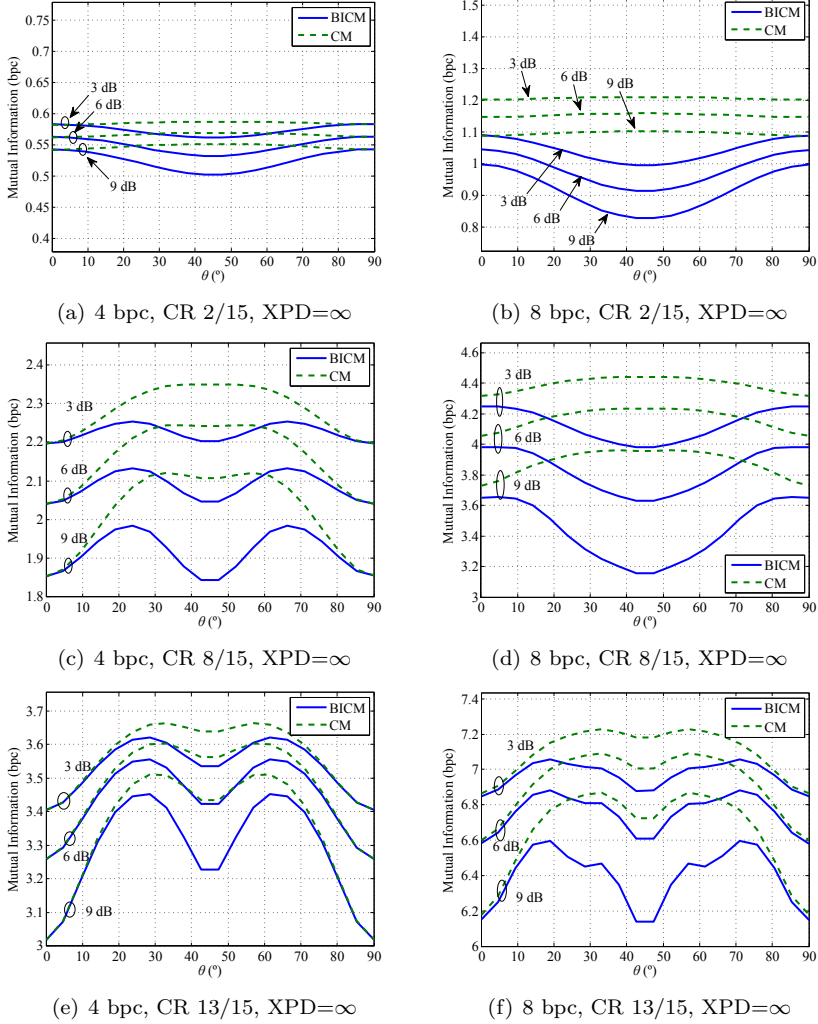 0.75
0.7
0.65
0.6
0.55
0.5
0.45
0.4
Mutual Information (bpc)
BICM
CM
3 dB
6 dB
9 dB
0 10 20 30 40 50 60 70 80 90
θ (º)
(a) 4 bpc, CR 2/15, XPD=∞
1.5
1.4
1.3
1.2
1.1
1
0.9
0.8
Mutual Information (bpc)
BICM
CM
3 dB
6 dB
9 dB
3 dB
6 dB
9 dB
0 10 20 30 40 50 60 70 80 90
θ (º)
(b) 8 bpc, CR 2/15, XPD=∞
2.4
2.3
2.2
2.1
2
1.9
1.8
Mutual Information (bpc)
BICM
CM
3 dB
6 dB
9 dB
0 10 20 30 40 50 60 70 80 90
θ (º)
(c) 4 bpc, CR 8/15, XPD=∞
4.6
4.4
4.2
4
3.8
3.6
3.4
3.2
3
Mutual Information (bpc)
3 dB
6 dB
9 dB
BICM
CM
0 10 20 30 40 50 60 70 80 90
θ (º)
(d) 8 bpc, CR 8/15, XPD=∞
3.7
3.6
3.5
3.4
3.3
3.2
3.1
3
Mutual Information (bpc)
BICM
CM
3 dB
6 dB
9 dB
0 10 20 30 40 50 60 70 80 90
θ (º)
(e) 4 bpc, CR 13/15, XPD=∞
7.4
7.2
7
6.8
6.6
6.4
6.2
6
Mutual Information (bpc)
BICM
CM
3 dB
6 dB
9 dB
0 10 20 30 40 50 60 70 80 90
θ (º)
(f) 8 bpc, CR 13/15, XPD=∞